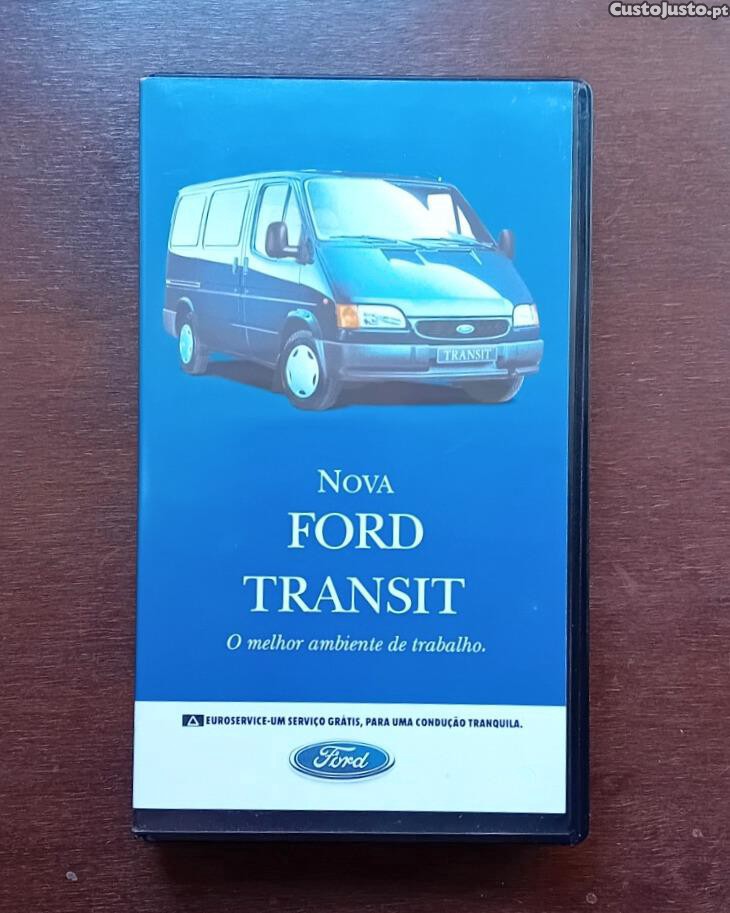 CustoJusto.pt
Ford
TRANSIT
NOVA
FORD
TRANSIT
O melhor ambiente de trabalho.
EUROSERVICE-UM SERVIÇO GRÁTIS, PARA UMA CONDUÇÃO TRANQUILA.
Ford